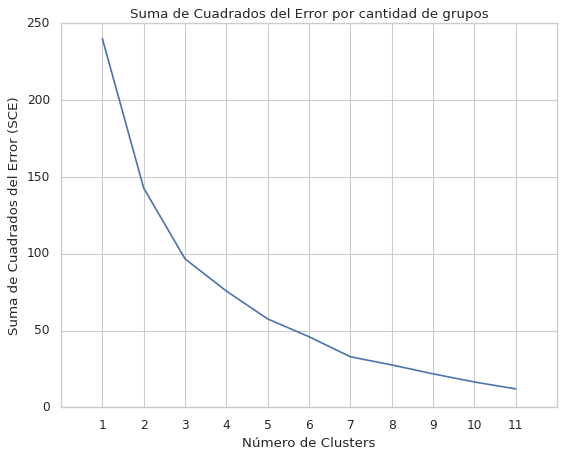 Suma de Cuadrados del Error por cantidad de grupos
Suma de Cuadrados del Error (SCE)
250
200
150
100
50
0
1 2 3 4 5 6 7 8 9 10 11
Número de Clusters